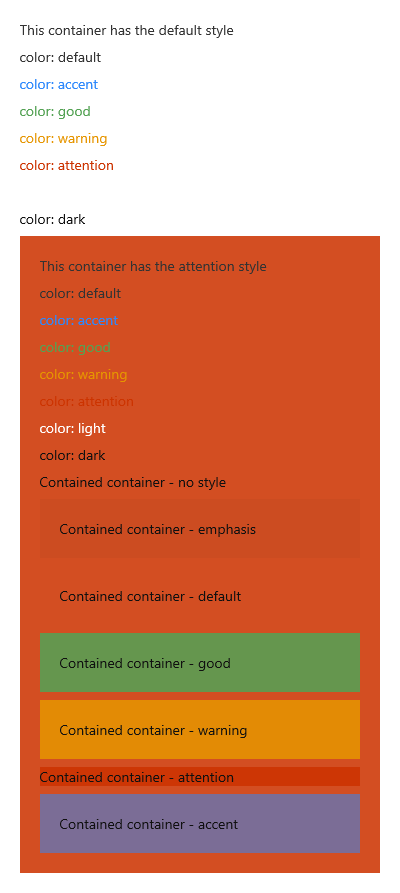 This container has the default style
color: default
color: accent
color: good
color: warning
color: attention
color: dark
This container has the attention style
color: default
color: accent
color: good
color: warning
color: attention
color: light
color: dark
Contained container - no style
Contained container - emphasis
Contained container - default
Contained container - good
Contained container - warning
Contained container - attention
Contained container - accent